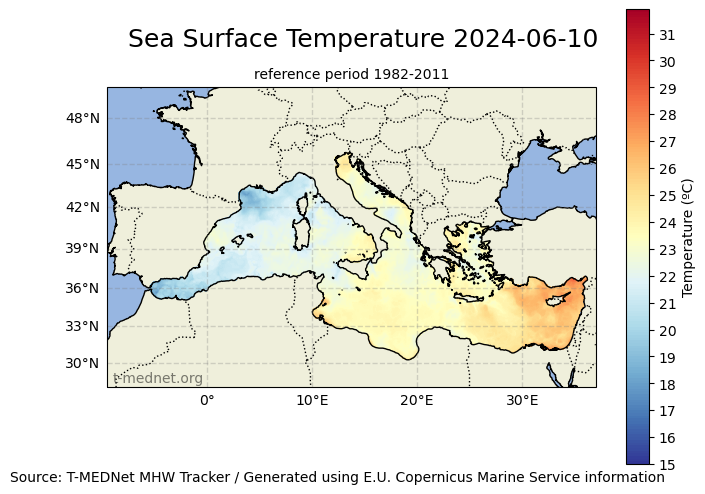 Sea Surface Temperature 2024-06-10
reference period 1982-2011
48°N
45°N
42°N
39°N
36°N
33°N
30°N
t-mednet.org
0°
10°E
20°E
30°E
31
30
29
28
27
26
25
24
23
22
21
20
19
18
17
16
15
Temperature (ºC)
Source: T-MEDNet MHW Tracker / Generated using E.U. Copernicus Marine Service information